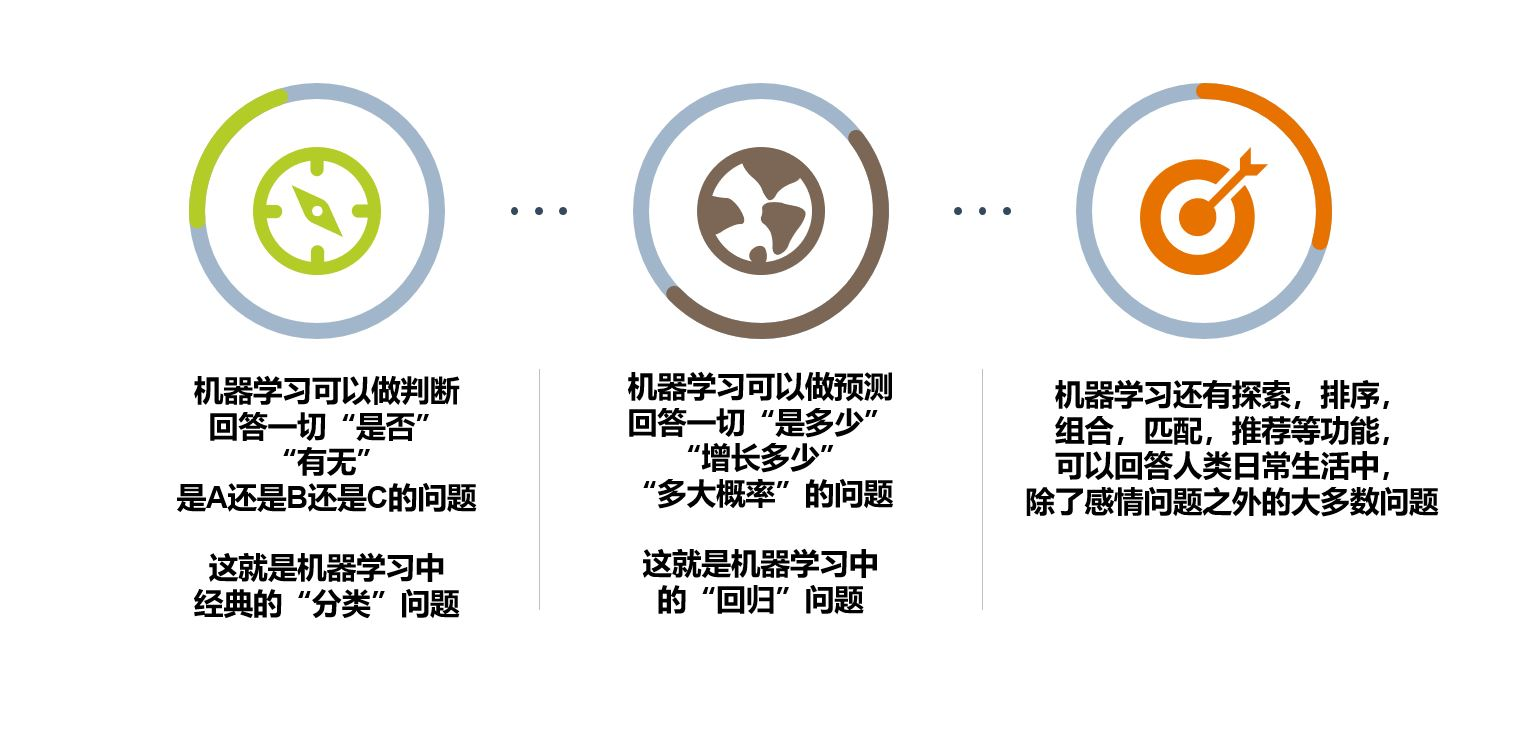 机器学习可以做判断
回答一切“是否”
“有无”
是A还是B还是C的问题
这就是机器学习中
经典的“分类”问题
机器学习可以做预测
回答一切“是多少”
“增长多少”
“多大概率”的问题
这就是机器学习中
的“回归”问题
机器学习还有探索，排序，
组合，匹配，推荐等功能，
可以回答人类日常生活中，
除了感情问题之外的大多数问题